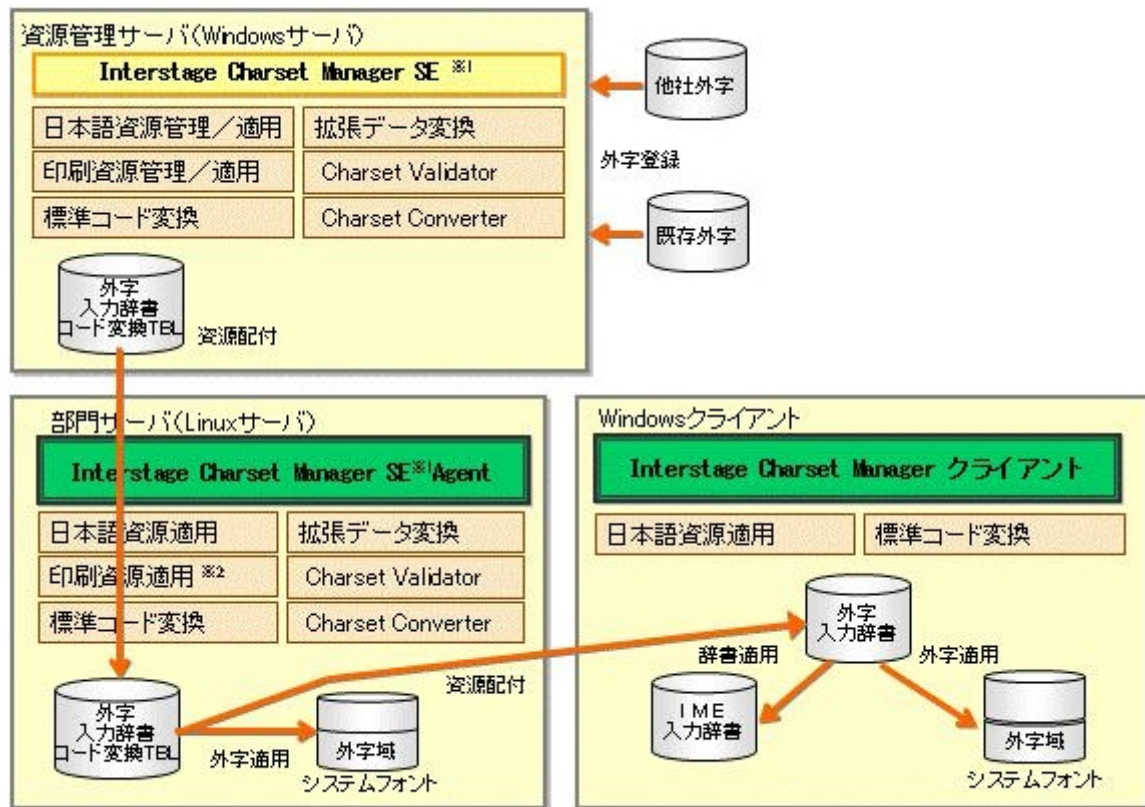 資源管理サーバ(Windowsサーバ)
Interstage Charset Manager SE ※1
日本語資源管理／適用
拡張データ変換
印刷資源管理／適用
Charset Validator
標準コード変換
Charset Converter
外字
入力辞書
コード変換TBL
資源配付
他社外字
外字登録
既存外字
部門サーバ(Linuxサーバ)
Interstage Charset Manager SE※1Agent
日本語資源適用
拡張データ変換
印刷資源適用 ※2
Charset Validator
標準コード変換
Charset Converter
外字
入力辞書
コード変換TBL
外字適用
外字域
システムフォント
資源配付
Windowsクライアント
Interstage Charset Manager クライアント
日本語資源適用
標準コード変換
外字
入力辞書
辞書適用
外字適用
IME
入力辞書
外字域
システムフォント